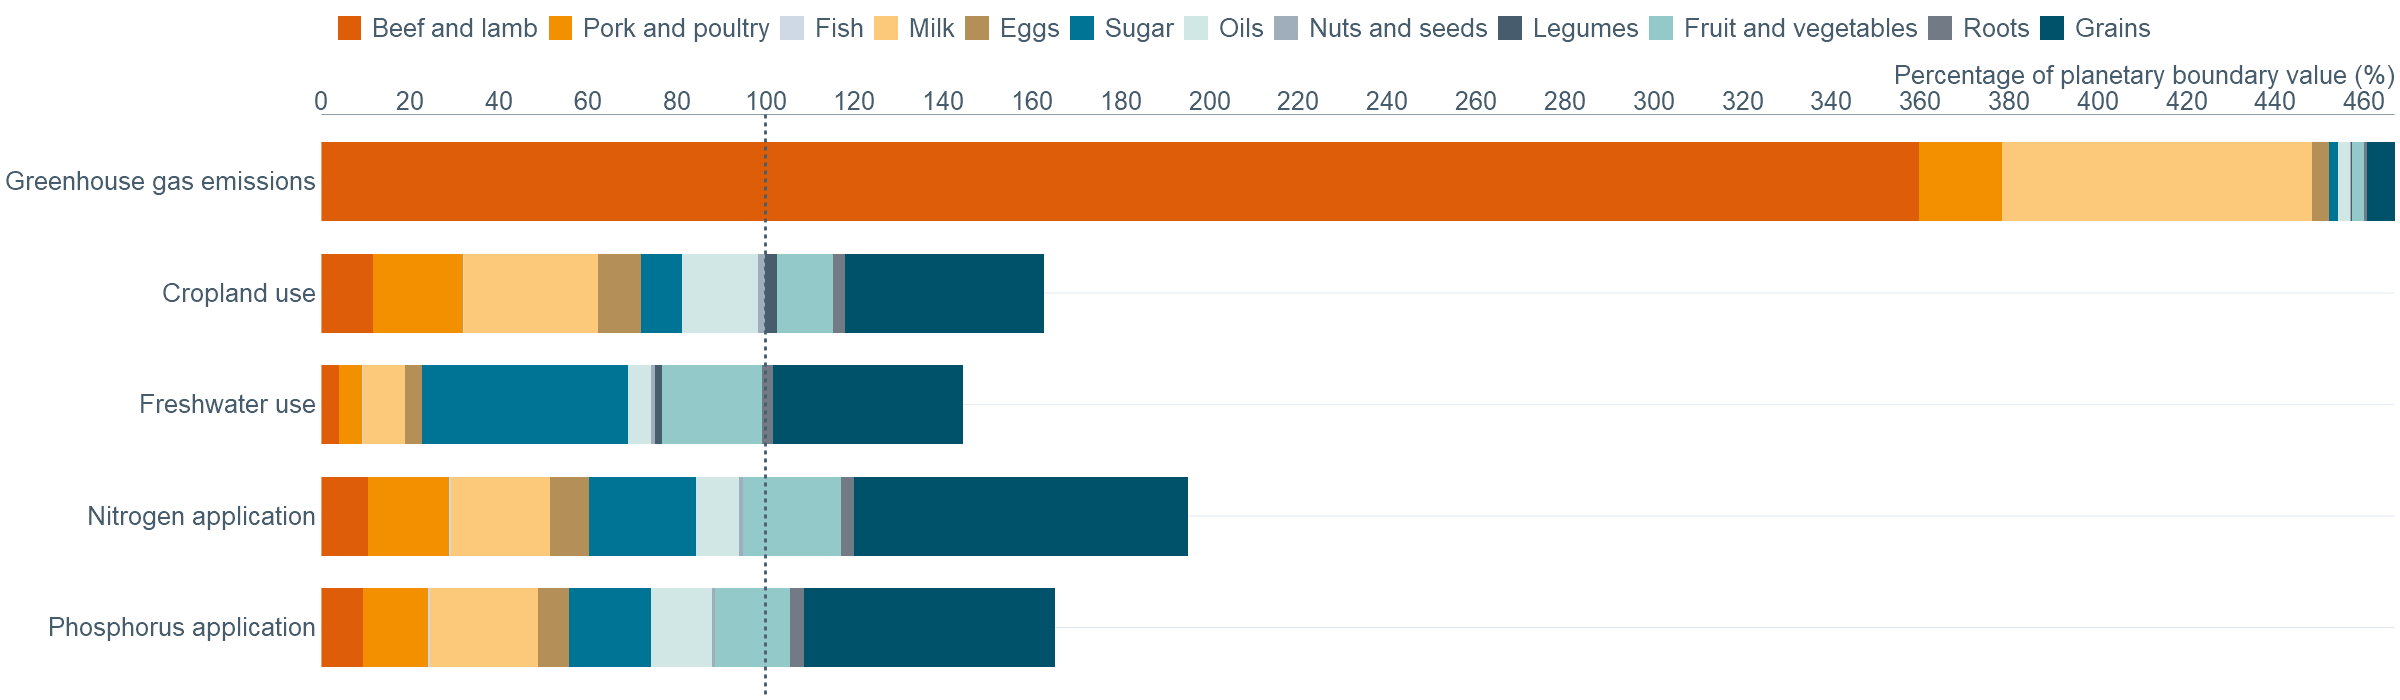 Beef and lamb Pork and poultry Fish Milk Eggs Sugar Oils Nuts and seeds Legumes Fruit and vegetables Roots Grains
Percentage of planetary boundary value (%)
0 20 40 60 80 100 120 140 160 180 200 220 240 260 280 300 320 340 360 380 400 420 440 460
Greenhouse gas emissions
Cropland use
Freshwater use
Nitrogen application
Phosphorus application